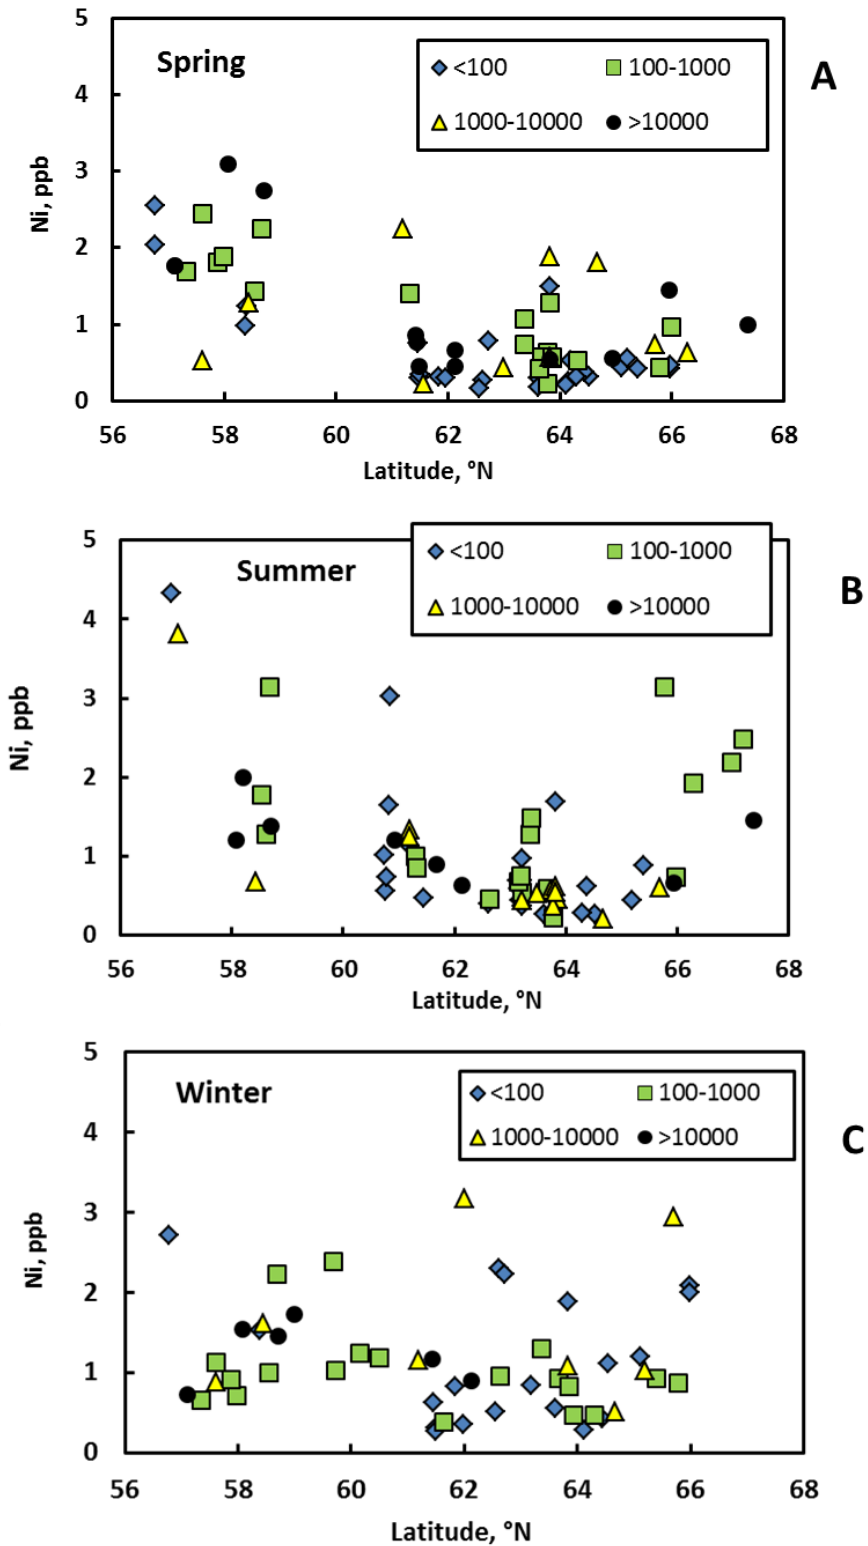 5
Spring
<100
100-1000
A
4
1000-10000
>10000
3
Ni, ppb
2
1
0
56 58 60 62 64 66 68
Latitude, °N
5
Summer
<100
100-1000
B
4
1000-10000
>10000
3
Ni, ppb
2
1
0
56 58 60 62 64 66 68
Latitude, °N
5
Winter
<100
100-1000
C
4
1000-10000
>10000
3
Ni, ppb
2
1
0
56 58 60 62 64 66 68
Latitude, °N